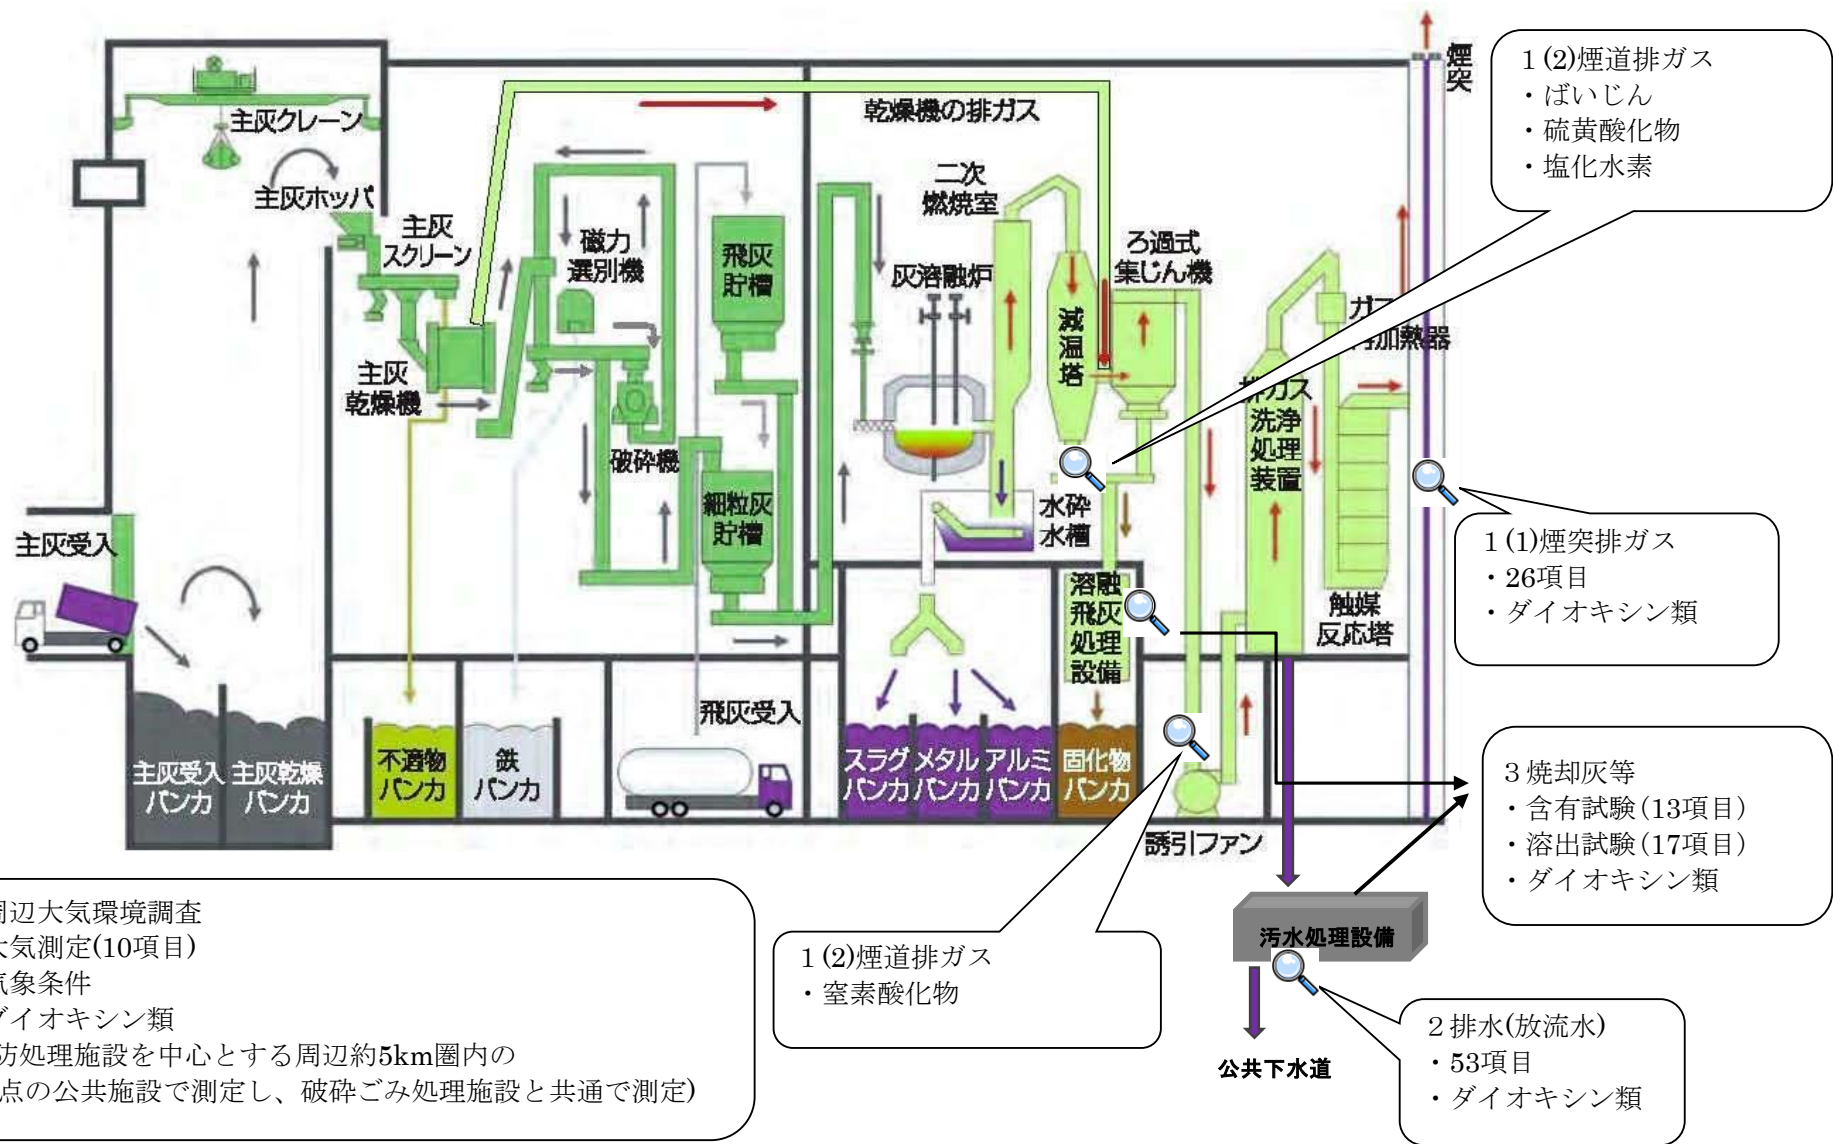 煙突
1(2)煙道排ガス
・ばいじん
・硫黄酸化物
・塩化水素
主灰クレーン
乾燥機の排ガス
主灰ホッパ
主灰
スクリーン
磁力
選別機
飛灰
貯槽
二次
燃焼室
灰溶融炉
ろ過式
集じん機
減温塔
ガス
再加熱器
主灰
乾燥機
破砕機
細粒灰
貯槽
水砕
水槽
排ガス
洗浄
処理
装置
主灰受入
溶融
飛灰
処理
設備
触媒
反応塔
1(1)煙突排ガス
・26項目
・ダイオキシン類
飛灰受入
主灰受入
バンカ
主灰乾燥
バンカ
不適物
バンカ
鉄
バンカ
スラグ
バンカ
メタル
バンカ
アルミ
バンカ
固化物
バンカ
誘引ファン
3焼却灰等
・含有試験(13項目)
・溶出試験(17項目)
・ダイオキシン類
周辺大気環境調査
大気測定(10項目)
気象条件
ダイオキシン類
防処理施設を中心とする周辺約5km圏内の
点の公共施設で測定し、破砕ごみ処理施設と共通で測定)
1(2)煙道排ガス
・窒素酸化物
汚水処理設備
公共下水道
2排水(放流水)
・53項目
・ダイオキシン類